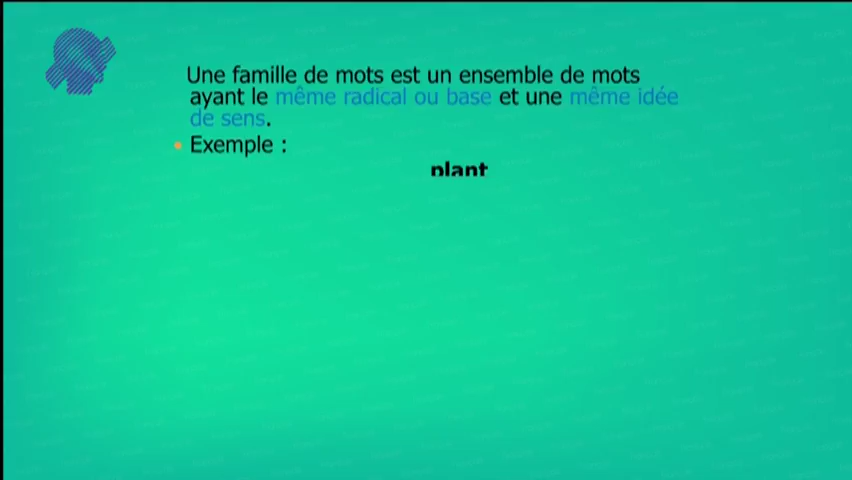 Une famille de mots est un ensemble de mots
ayant le même radical ou base et une même idée
de sens.
• Exemple :
plant